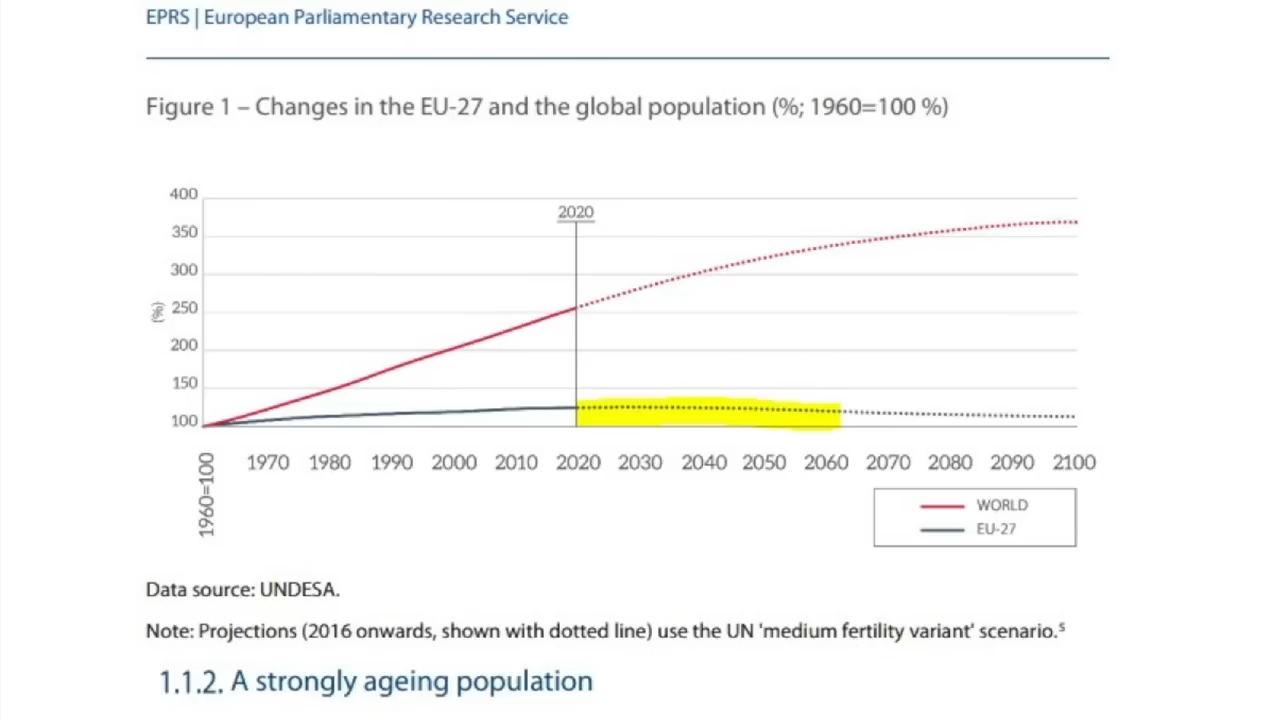 EPRS | European Parliamentary Research Service
Figure 1 – Changes in the EU-27 and the global population (%; 1960=100 %)
400
2020
350
300
(%)
250
200
150
100
1960=100
1970 1980 1990 2000 2010 2020 2030 2040 2050 2060 2070 2080 2090 2100
WORLD
EU-27
Data source: UNDESA.
Note: Projections (2016 onwards, shown with dotted line) use the UN 'medium fertility variant' scenario.⁵
1.1.2. A strongly ageing population